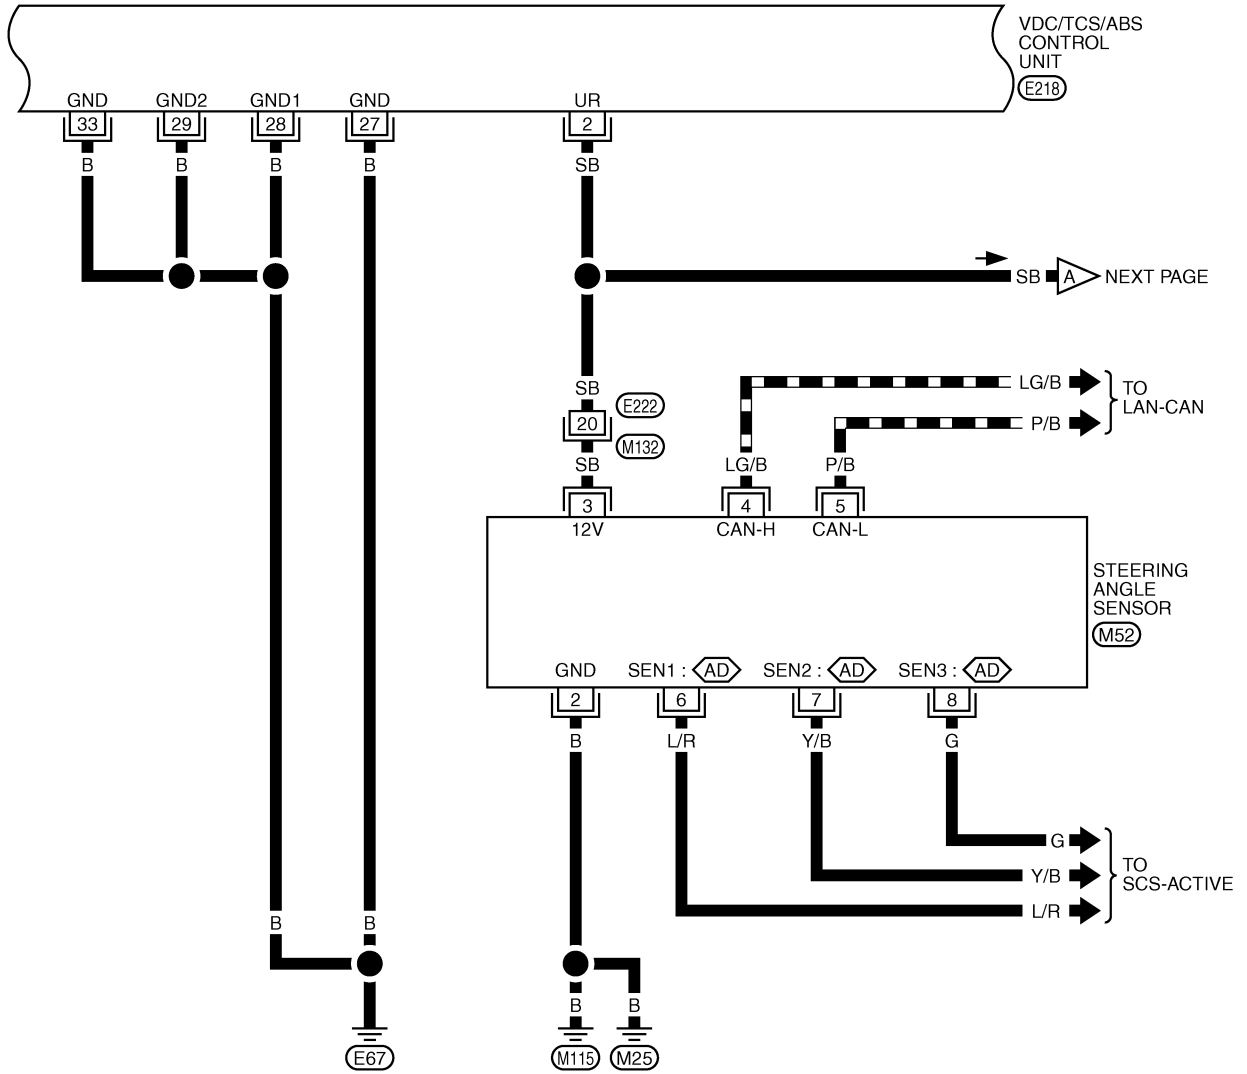 VDC/TCS/ABS
CONTROL
UNIT
E218
GND GND2 GND1 GND UR
33 29 28 27 2
B B B B SB
SB A NEXT PAGE
LG/B
P/B
TO
LAN-CAN
SB
E222
20
M132
SB LG/B P/B
3 4 5
12V CAN-H CAN-L
STEERING
ANGLE
SENSOR
M52
GND SEN1 : AD SEN2 : AD SEN3 : AD
2 6 7 8
B L/R Y/B G
G
Y/B
L/R
TO
SCS-ACTIVE
B B
B B
E67 M115 M25